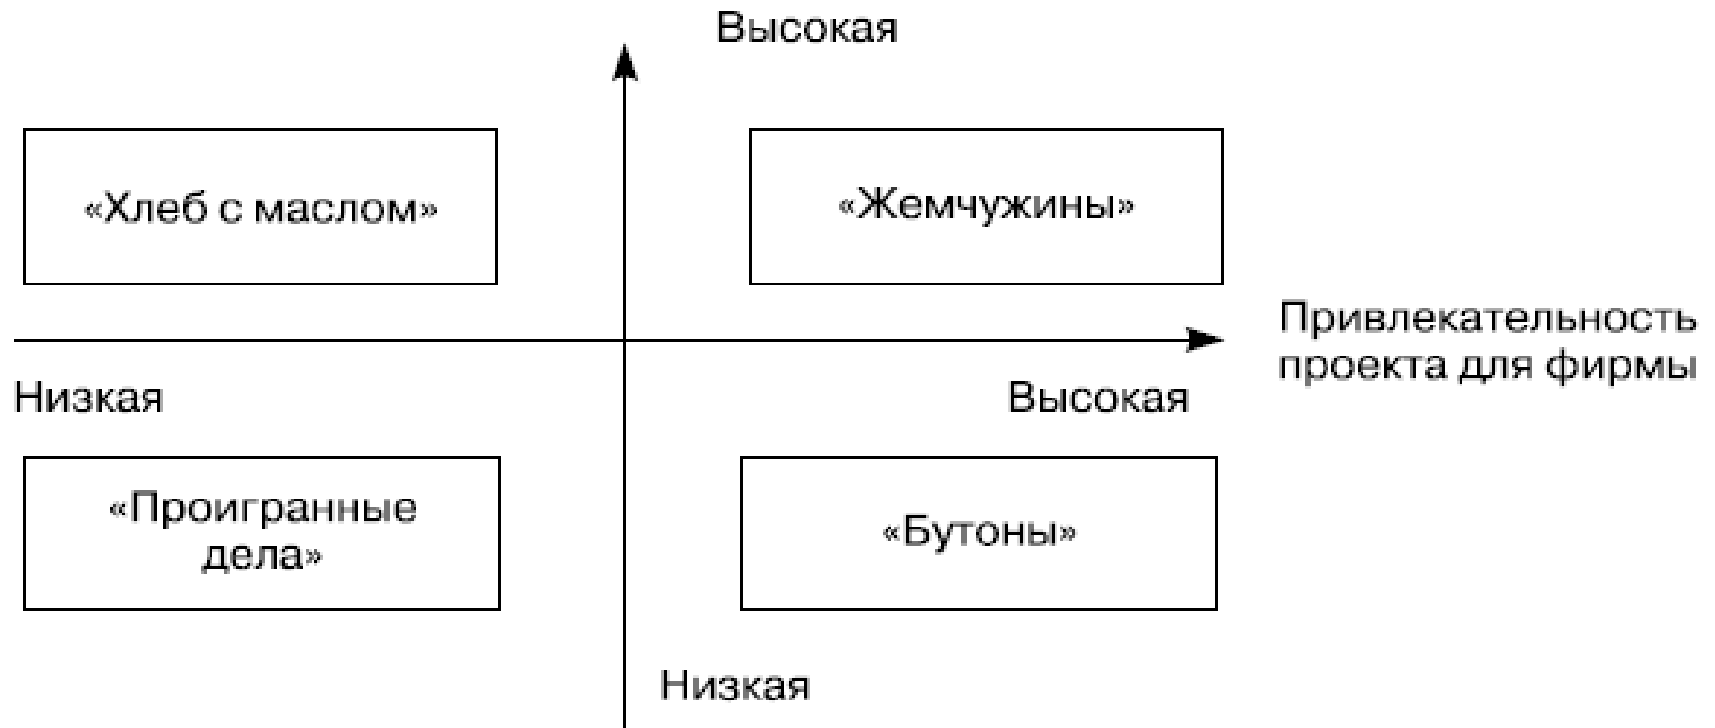 Высокая
«Хлеб с маслом»
«Жемчужины»
Привлекательность
проекта для фирмы
Низкая
Высокая
«Проигранные
дела»
«Бутоны»
Низкая